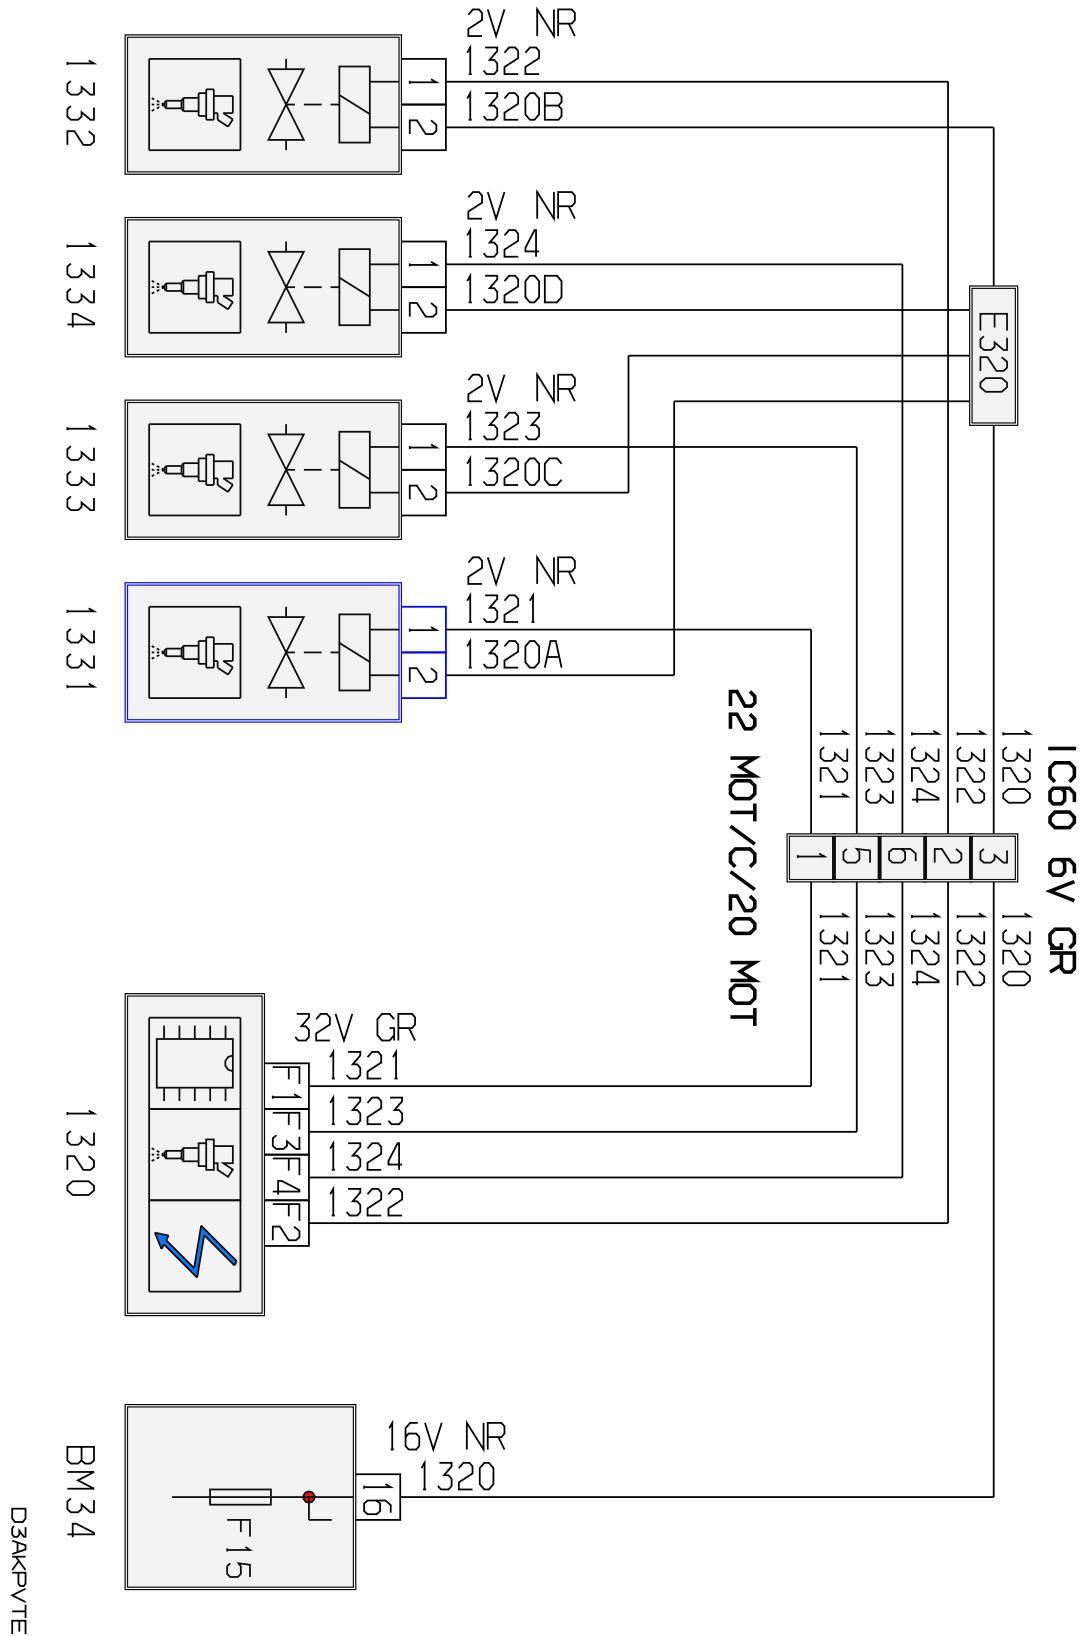 2V NR
1322
1
1320B
2
1332
2V NR
1324
1
1320D
2
1334
E320
2V NR
1323
1
1320C
2
1333
2V NR
1321
1
1320A
2
1331
22 MOT/C/20 MOT
IC60 6V GR
1321 1323 1324 1322 1320
1 5 6 2 3
1321 1323 1324 1322 1320
32V GR
1321
F1
1323
F3
1324
F4
1322
F2
1320
16V NR
1320
16
F15
BM34
D3AKPVTE